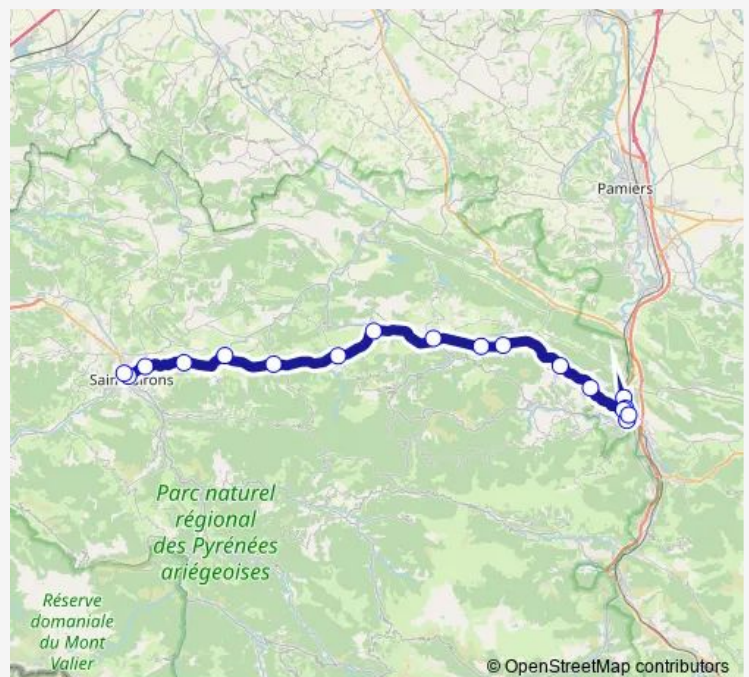 Pamiers
Saint-Girons
Parc naturel
régional
des Pyrénées
ariégeoises
Réserve
domaniale
du Mont
Valier
© OpenStreetMap contributors